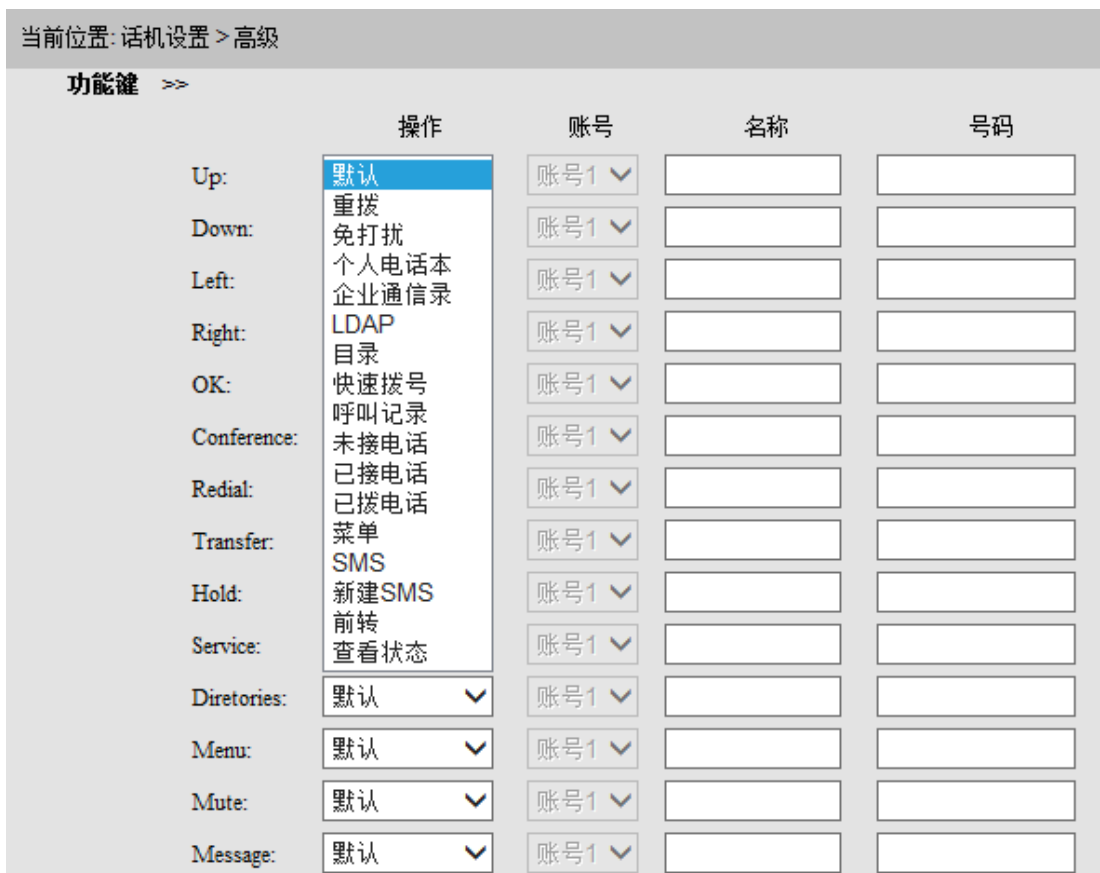 当前位置: 话机设置 > 高级
功能键 >>
操作 账号 名称 号码
Up: 默认 账号1
重拨
Down: 免打扰 账号1
个人电话本
Left: 企业通信录 账号1
Right: LDAP 账号1
目录
OK: 快速拨号 账号1
呼叫记录
Conference: 未接电话 账号1
已接电话
Redial: 已拨电话 账号1
Transfer: 菜单 账号1
SMS
Hold: 新建SMS 账号1
前转
Service: 查看状态 账号1
Diretories: 默认 账号1
Menu: 默认 账号1
Mute: 默认 账号1
Message: 默认 账号1